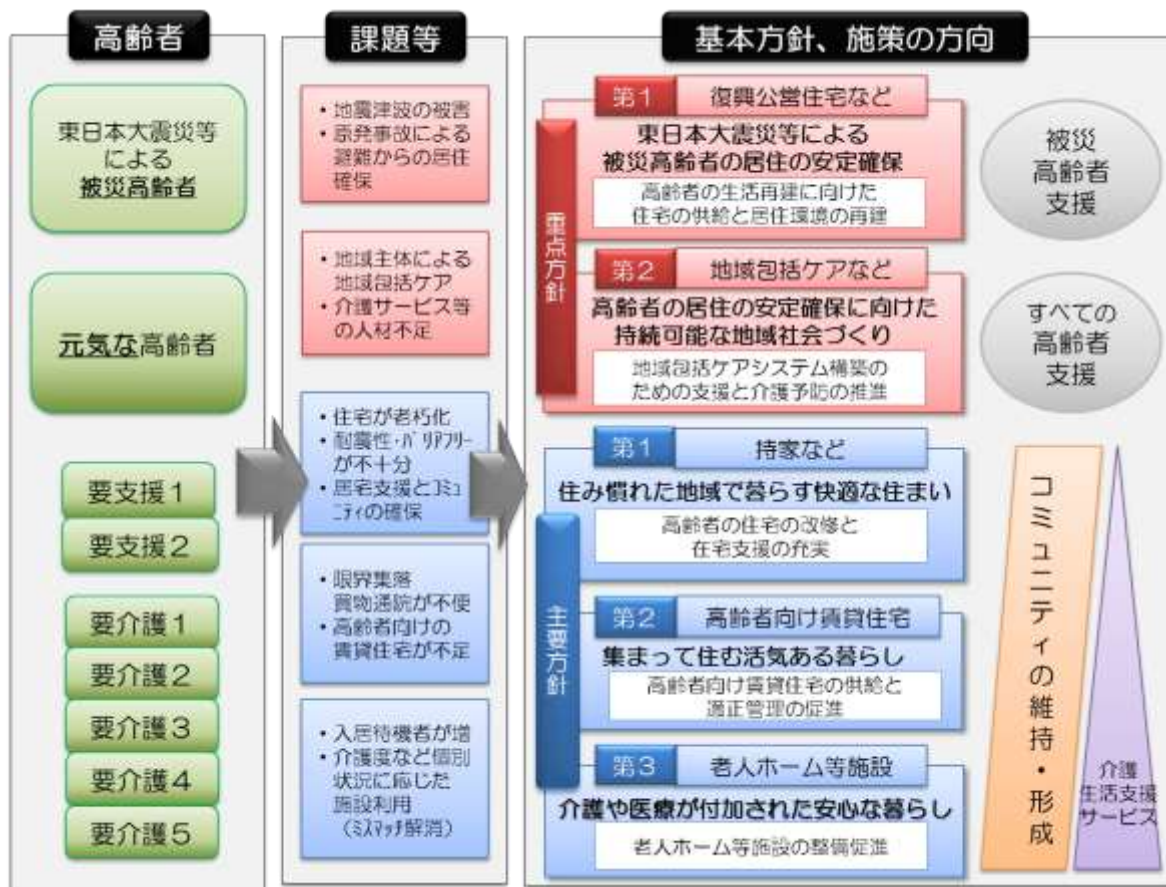 高齢者
東日本大震災等
による
被災高齢者
元気な高齢者
要支援1
要支援2
要介護1
要介護2
要介護3
要介護4
要介護5
課題等
・地震津波の被害
・原発事故による
避難からの居住
確保
・地域主体による
地域包括ケア
・介護サービス等
の人材不足
・住宅が老朽化
・耐震性・バリアフリー
が不十分
・居宅支援とコミュ
ニティの確保
・限界集落
買物通院が不便
・高齢者向けの
賃貸住宅が不足
・入居待機者が増
・介護度など個別
状況に応じた
施設利用
(ミスマッチ解消)
基本方針、施策の方向
重点方針
第1 復興公営住宅など
東日本大震災等による
被災高齢者の居住の安定確保
高齢者の生活再建に向けた
住宅の供給と居住環境の再建
第2 地域包括ケアなど
高齢者の居住の安定確保に向けた
持続可能な地域社会づくり
地域包括ケアシステム構築の
ための支援と介護予防の推進
主要方針
第1 持家など
住み慣れた地域で暮らす快適な住まい
高齢者の住宅の改修と
在宅支援の充実
第2 高齢者向け賃貸住宅
集まって住む活気ある暮らし
高齢者向け賃貸住宅の供給と
適正管理の促進
第3 老人ホーム等施設
介護や医療が付加された安心な暮らし
老人ホーム等施設の整備促進
被災
高齢者
支援
すべての
高齢者
支援
コミュニティの維持・形成
介護
生活支援
サービス